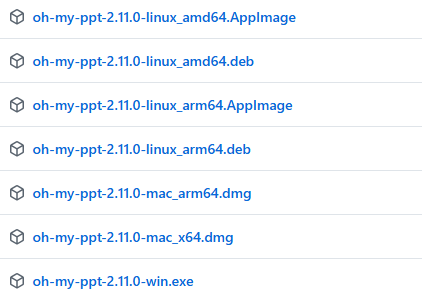 oh-my-ppt-2.11.0-linux_amd64.AppImage
oh-my-ppt-2.11.0-linux_amd64.deb
oh-my-ppt-2.11.0-linux_arm64.AppImage
oh-my-ppt-2.11.0-linux_arm64.deb
oh-my-ppt-2.11.0-mac_arm64.dmg
oh-my-ppt-2.11.0-mac_x64.dmg
oh-my-ppt-2.11.0-win.exe